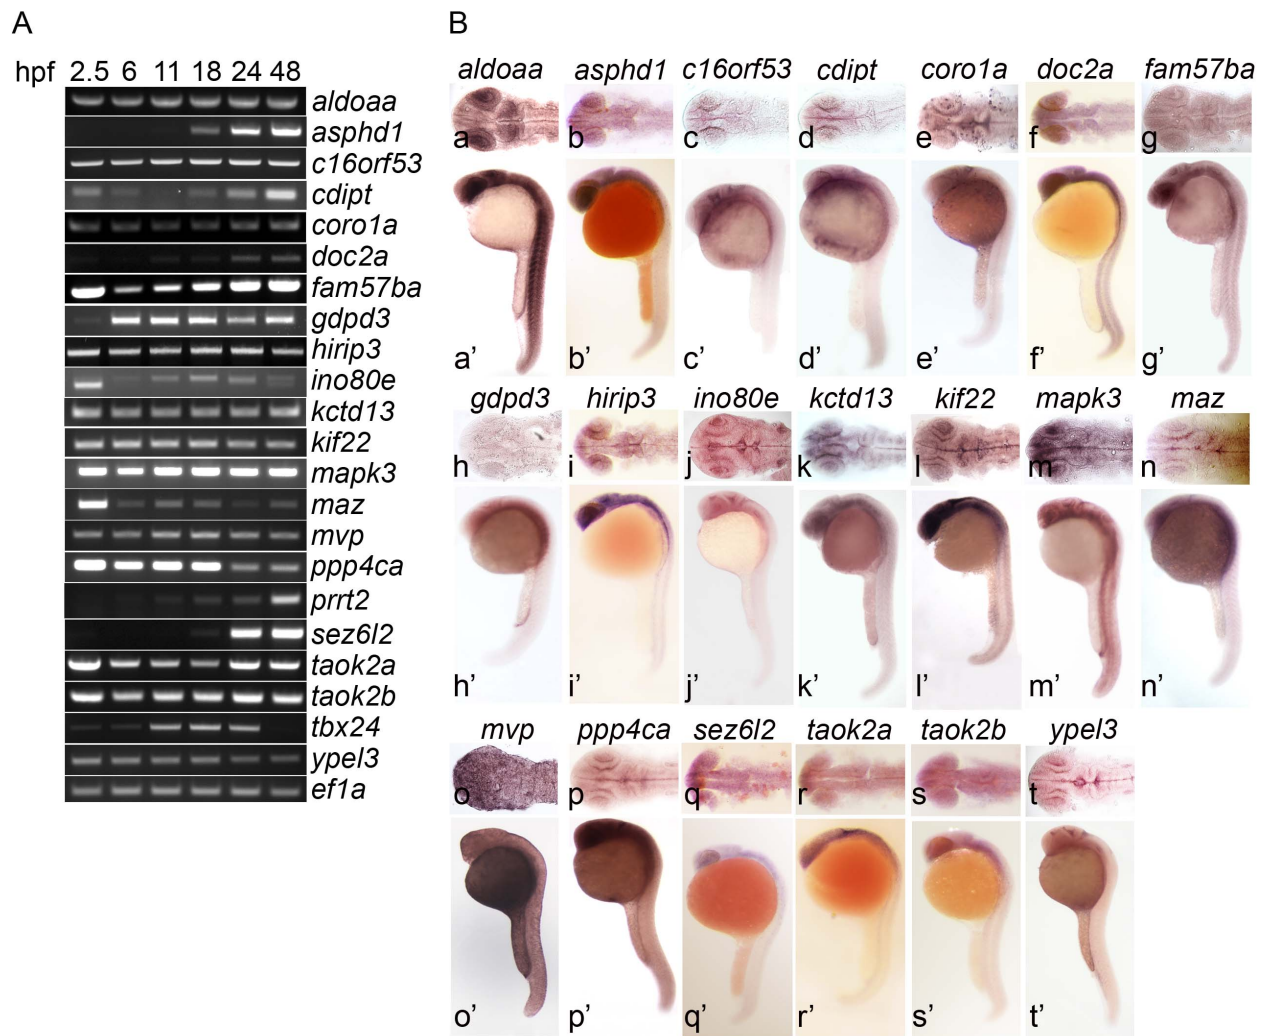 A
hpf 2.5 6 11 18 24 48
aldoaa
asphd1
c16orf53
cdipt
coro1a
doc2a
fam57ba
gdpd3
hirip3
ino80e
kctd13
kif22
mapk3
maz
mvp
ppp4ca
prrt2
sez6l2
taok2a
taok2b
tbx24
ypel3
ef1a
B
aldoaa asphd1 c16orf53 cdipt coro1a doc2a fam57ba
a b c d e f g
a’ b’ c’ d’ e’ f’ g’
gdpd3 hirip3 ino80e kctd13 kif22 mapk3 maz
h i j k l m n
h’ i’ j’ k’ l’ m’ n’
mvp ppp4ca sez6l2 taok2a taok2b ypel3
o p q r s t
o’ p’ q’ r’ s’ t’